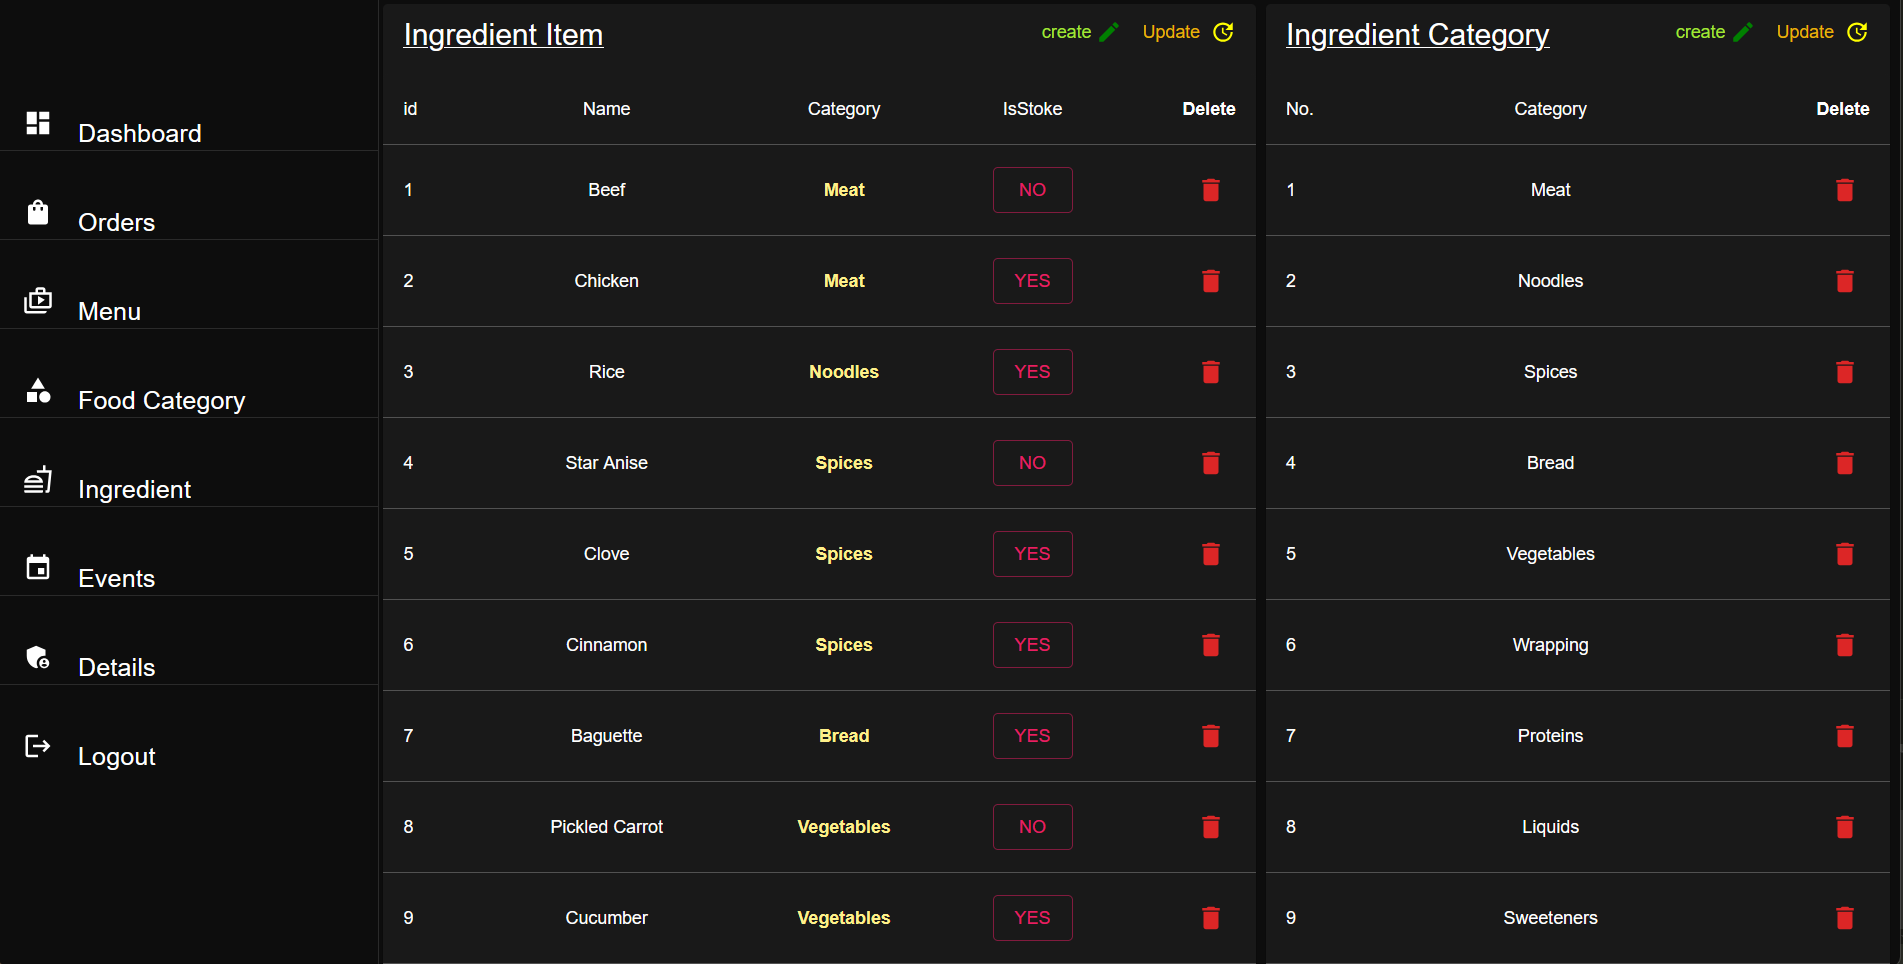 Dashboard
Orders
Menu
Food Category
Ingredient
Events
Details
Logout
Ingredient Item create Update
id Name Category IsStoke Delete
1 Beef Meat NO
2 Chicken Meat YES
3 Rice Noodles YES
4 Star Anise Spices NO
5 Clove Spices YES
6 Cinnamon Spices YES
7 Baguette Bread YES
8 Pickled Carrot Vegetables NO
9 Cucumber Vegetables YES
Ingredient Category create Update
No. Category Delete
1 Meat
2 Noodles
3 Spices
4 Bread
5 Vegetables
6 Wrapping
7 Proteins
8 Liquids
9 Sweeteners